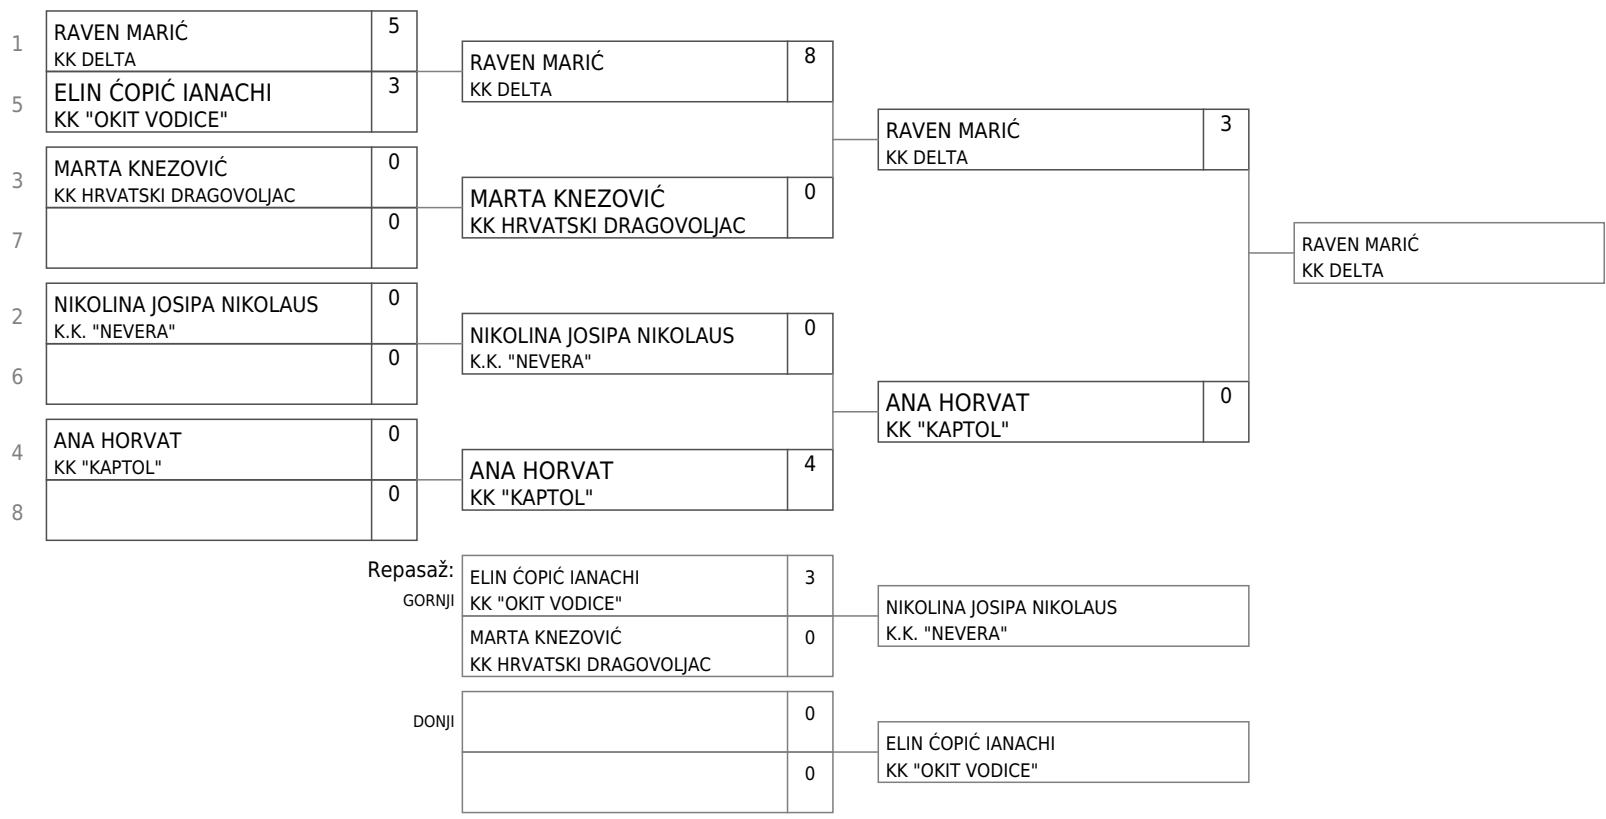 1
RAVEN MARIĆ
KK DELTA
5
5
ELIN ĆOPIĆ IANACHI
KK "OKIT VODICE"
3
3
MARTA KNEZOVIĆ
KK HRVATSKI DRAGOVOLJAC
0
7
0
2
NIKOLINA JOSIPA NIKOLAUS
K.K. "NEVERA"
0
6
0
4
ANA HORVAT
KK "KAPTOL"
0
8
0
RAVEN MARIĆ
KK DELTA
8
MARTA KNEZOVIĆ
KK HRVATSKI DRAGOVOLJAC
0
NIKOLINA JOSIPA NIKOLAUS
K.K. "NEVERA"
0
ANA HORVAT
KK "KAPTOL"
4
RAVEN MARIĆ
KK DELTA
3
ANA HORVAT
KK "KAPTOL"
0
RAVEN MARIĆ
KK DELTA
Repasaž:
GORNJI
ELIN ĆOPIĆ IANACHI
KK "OKIT VODICE"
3
MARTA KNEZOVIĆ
KK HRVATSKI DRAGOVOLJAC
0
NIKOLINA JOSIPA NIKOLAUS
K.K. "NEVERA"
DONJI
0
0
ELIN ĆOPIĆ IANACHI
KK "OKIT VODICE"